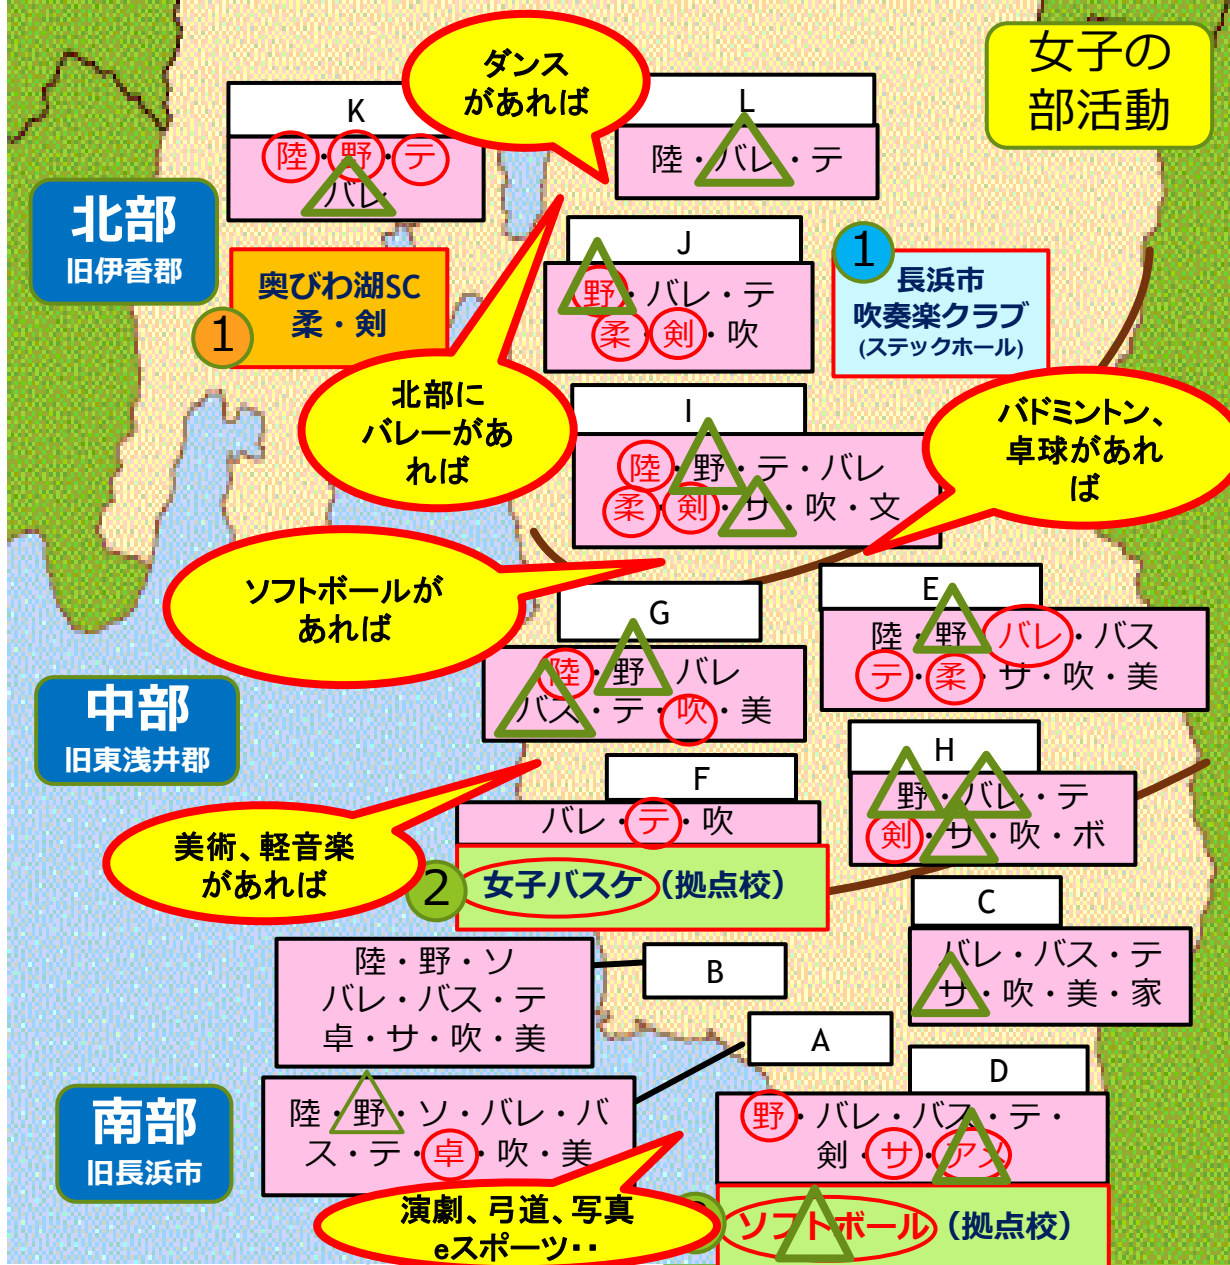 女子の
部活動
ダンス
があれば
K
陸・野・テ
バレ
L
陸・バレ・テ
北部
旧伊香郡
奥びわ湖SC
柔・剣
1
J
野・バレ・テ
柔・剣・吹
1
長浜市
吹奏楽クラブ
(ステックホール)
北部に
バレーがあ
れば
I
陸・野・テ・バレ
柔・剣・サ・吹・文
バドミントン、
卓球があれ
ば
ソフトボールが
あれば
G
陸・野 バレ
バス・テ・吹・美
E
陸・野 バレ・バス
テ・柔・サ・吹・美
中部
旧東浅井郡
F
バレ・テ・吹
2
女子バスケ（拠点校）
H
野・バレ・テ
剣・サ・吹・ボ
美術、軽音楽
があれば
C
バレ・バス・テ
サ・吹・美・家
B
陸・野・ソ
バレ・バス・テ
卓・サ・吹・美
A
陸・野・ソ・バレ・バ
ス・テ・卓・吹・美
D
野・バレ・バス・テ・
剣・サ・アメ
ソフトボール（拠点校）
南部
旧長浜市
演劇、弓道、写真
eスポーツ・・